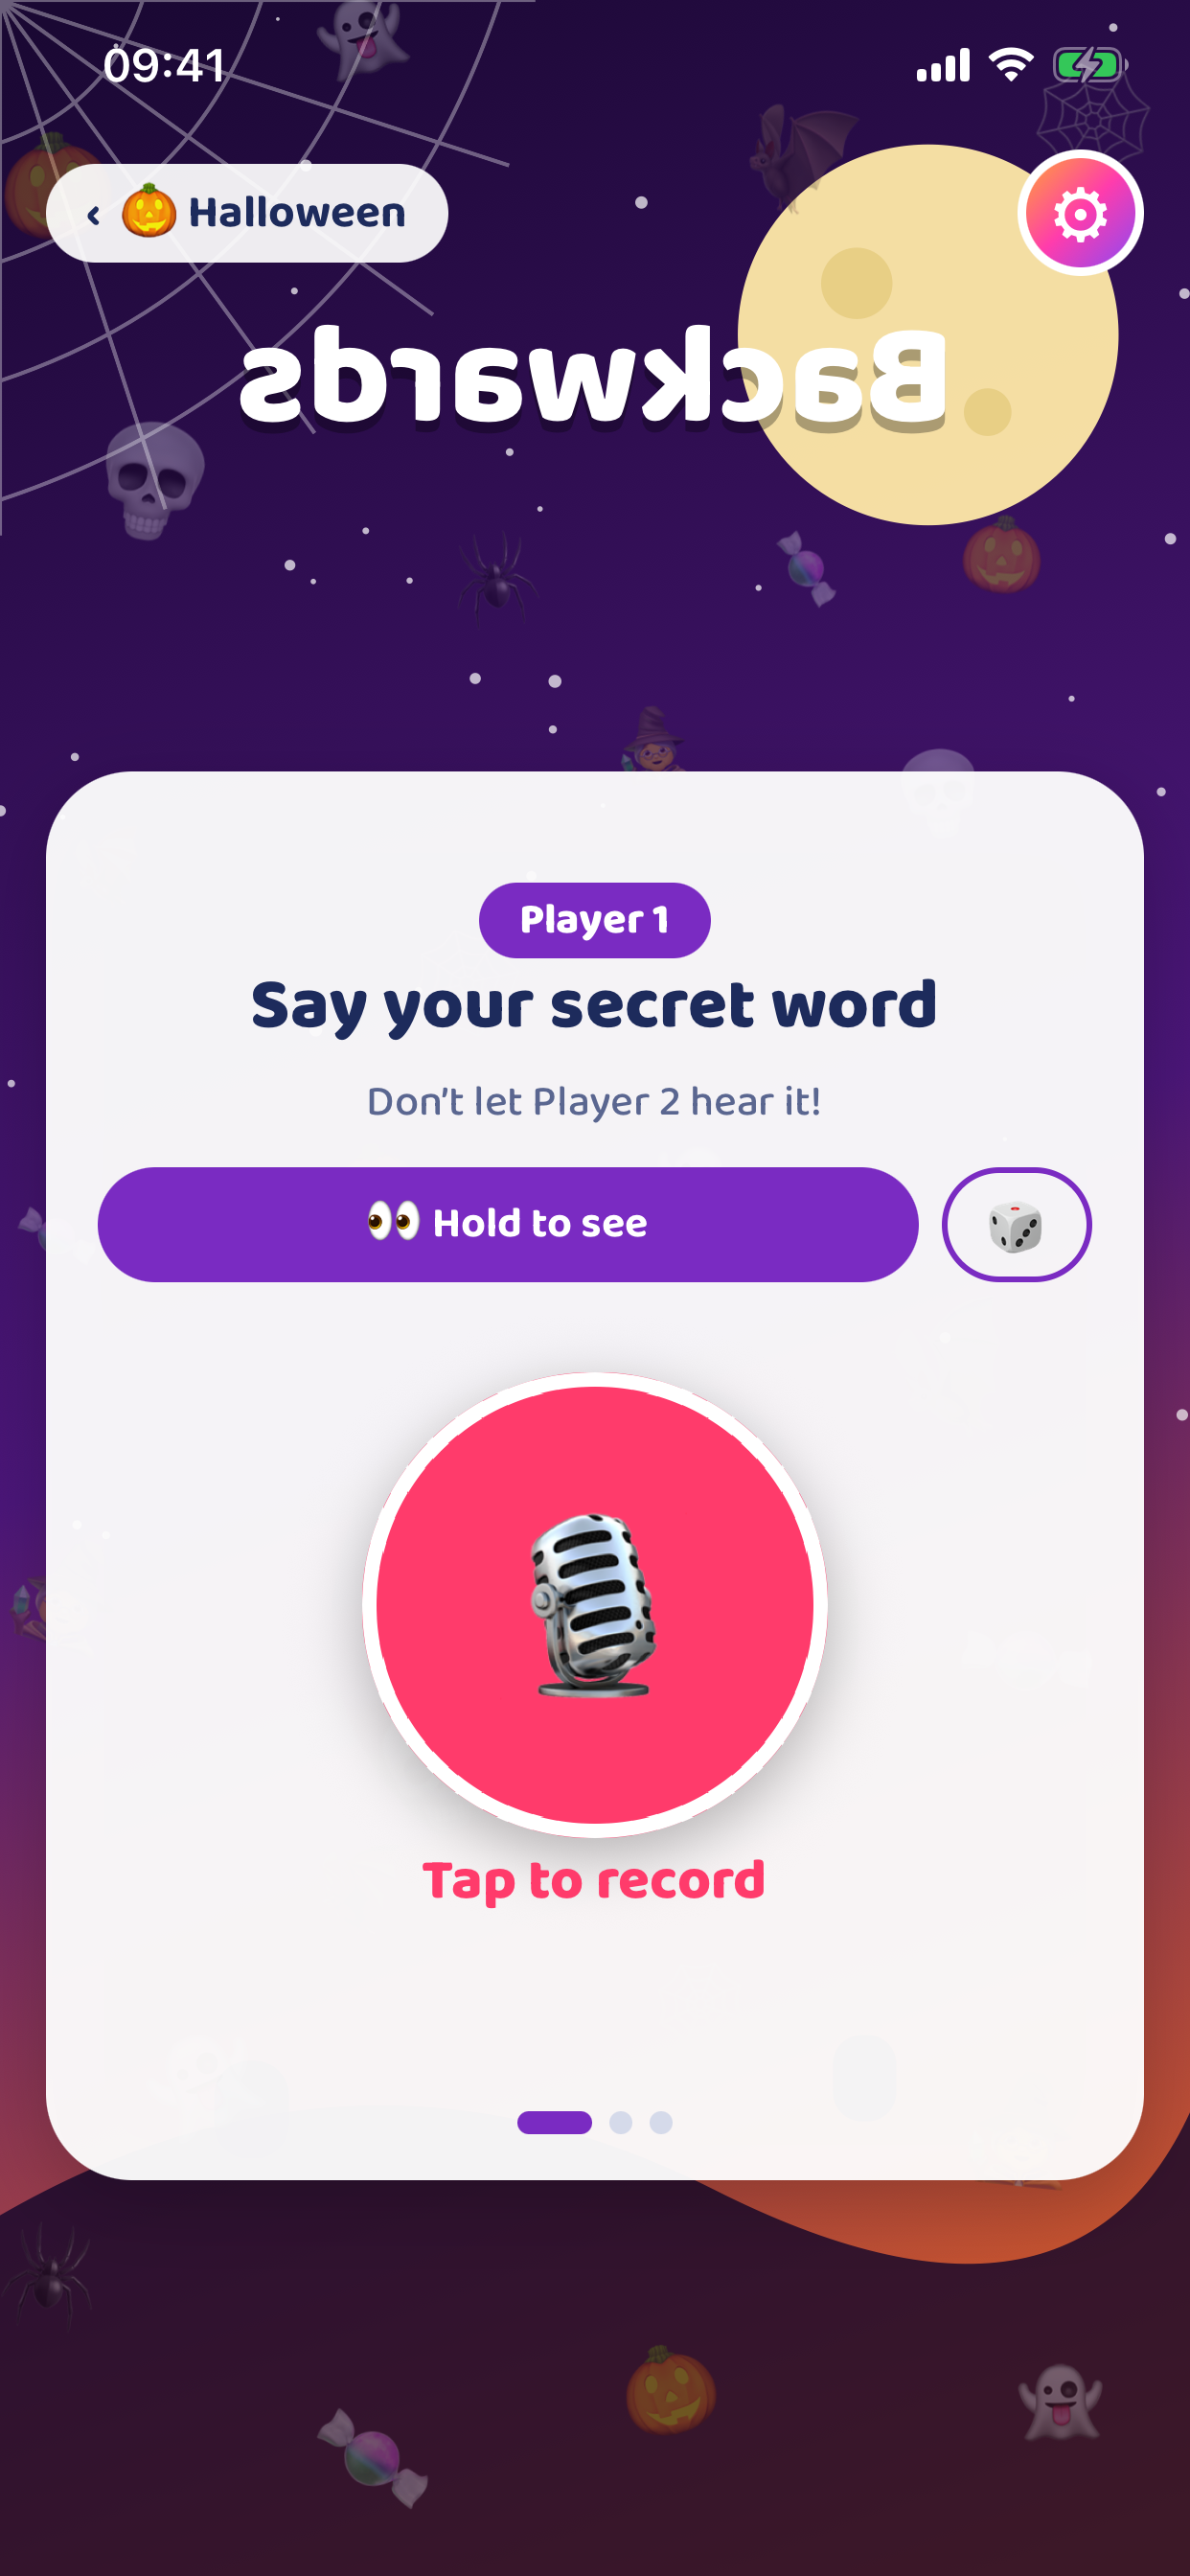 09:41
‹ 🎃 Halloween
Backwards
Player 1
Say your secret word
Don't let Player 2 hear it!
👀 Hold to see
Tap to record